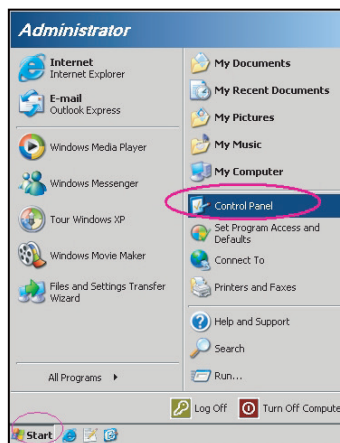 Administrator
Internet
Internet Explorer
E-mail
Outlook Express
Windows Media Player
Windows Messenger
Tour Windows XP
Windows Movie Maker
Files and Settings Transfer
Wizard
All Programs
My Documents
My Recent Documents
My Pictures
My Music
My Computer
Control Panel
Set Program Access and
Defaults
Connect To
Printers and Faxes
Help and Support
Search
Run...
Log Off Turn Off Compute
Start